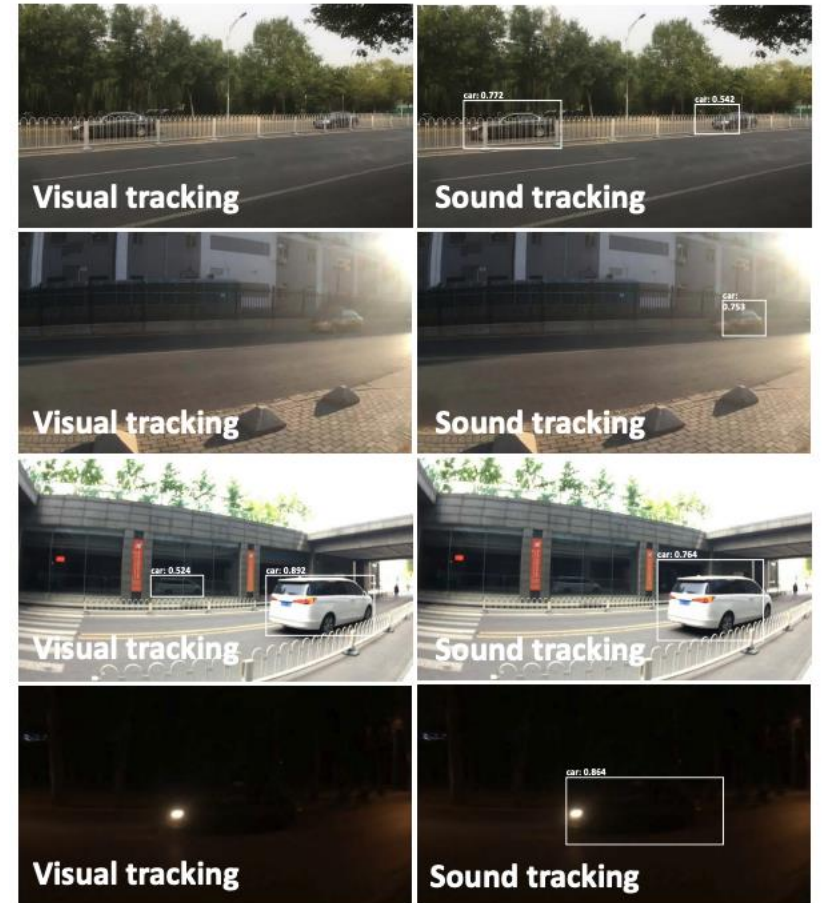 car: 0.772
car: 0.542
Visual tracking
Sound tracking
car:
0.753
Visual tracking
Sound tracking
car: 0.524
car: 0.892
car: 0.764
Visual tracking
Sound tracking
car: 0.864
Visual tracking
Sound tracking